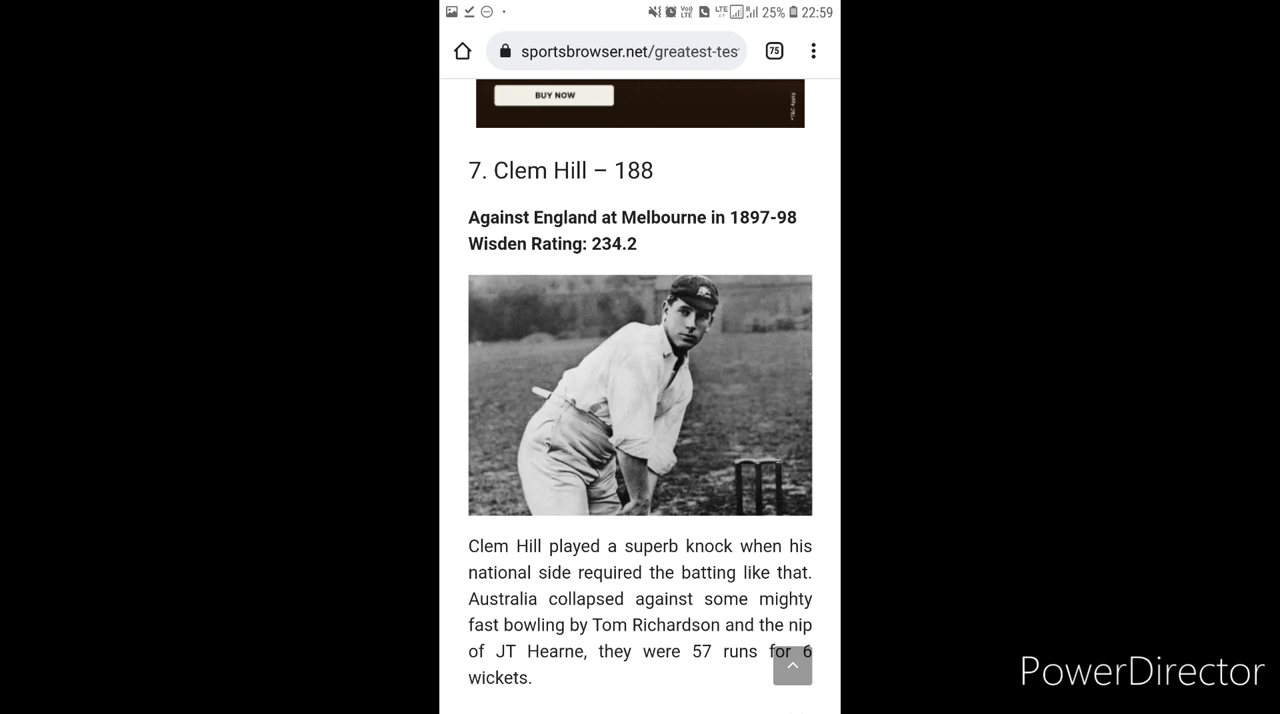 25% 22:59
sportsbrowser.net/greatest-tes
75
BUY NOW
*T&C Apply
7. Clem Hill – 188
Against England at Melbourne in 1897-98
Wisden Rating: 234.2
Clem Hill played a superb knock when his
national side required the batting like that.
Australia collapsed against some mighty
fast bowling by Tom Richardson and the nip
of JT Hearne, they were 57 runs for 6
wickets.
PowerDirector